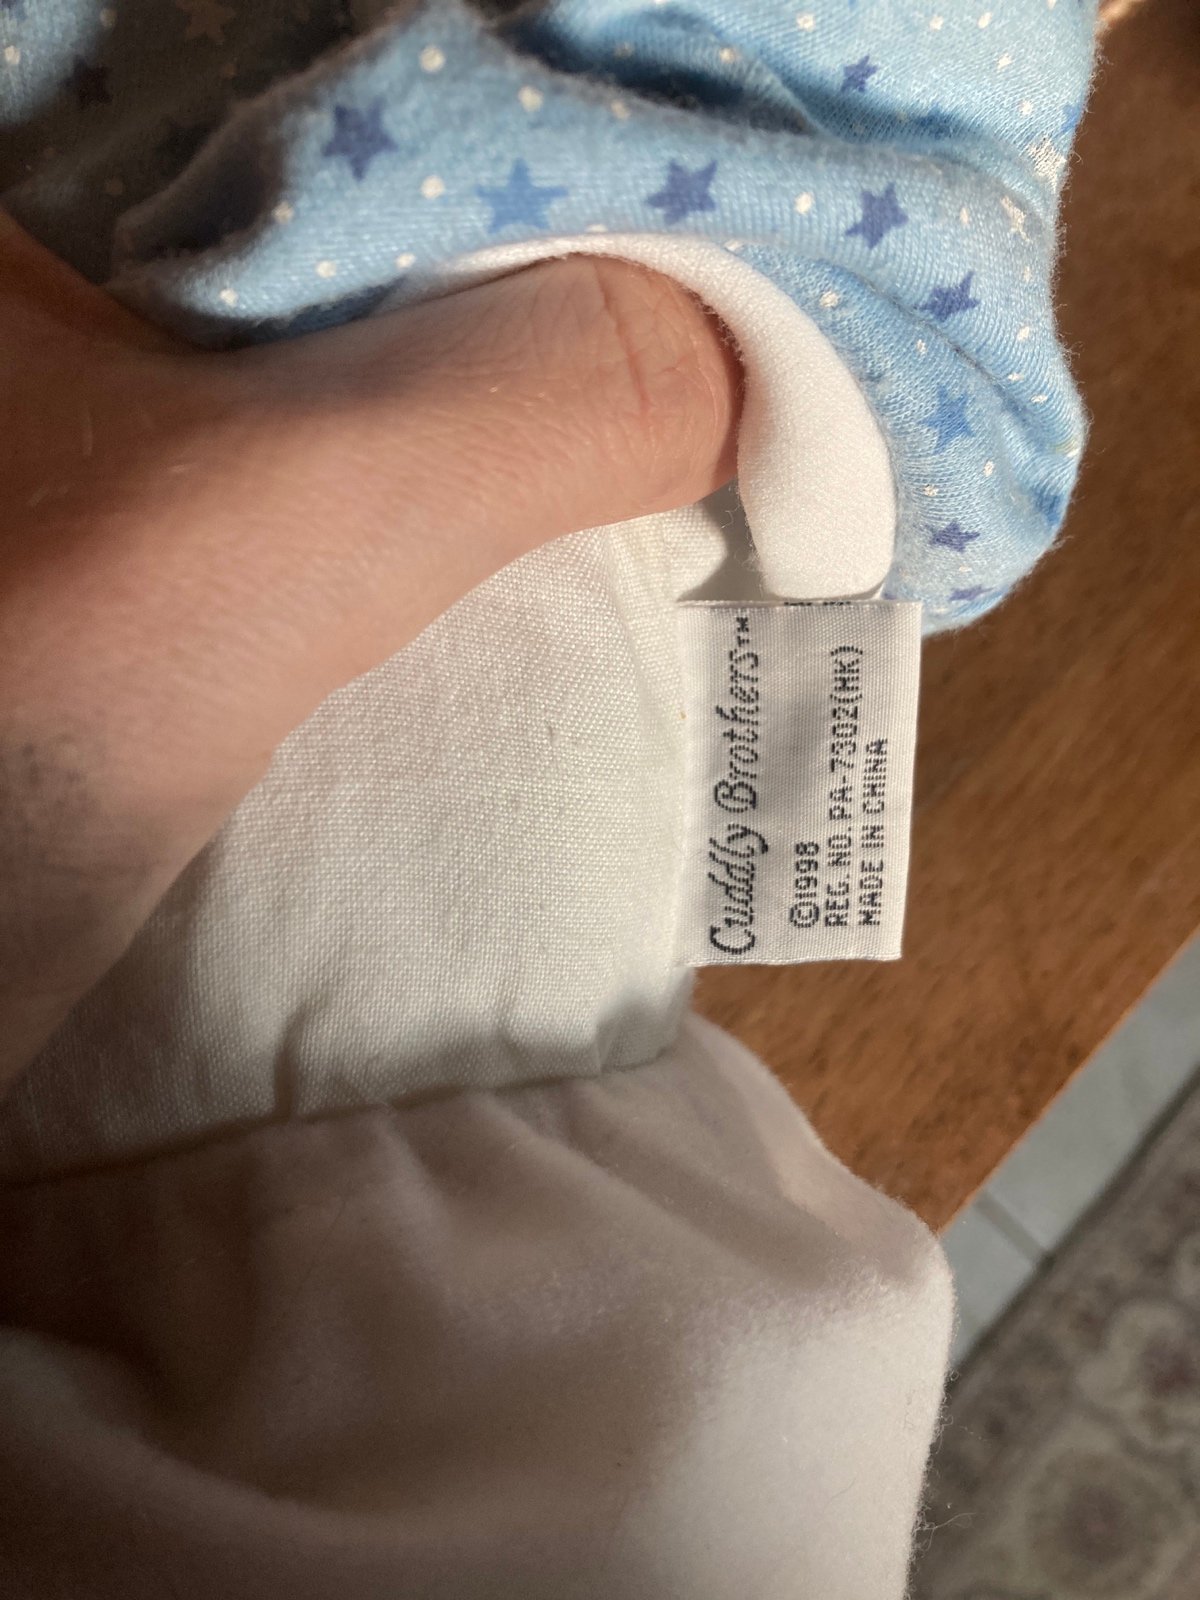 Cuddly Brothers™
©1998
REG. NO. PA-7302(HK)
MADE IN CHINA